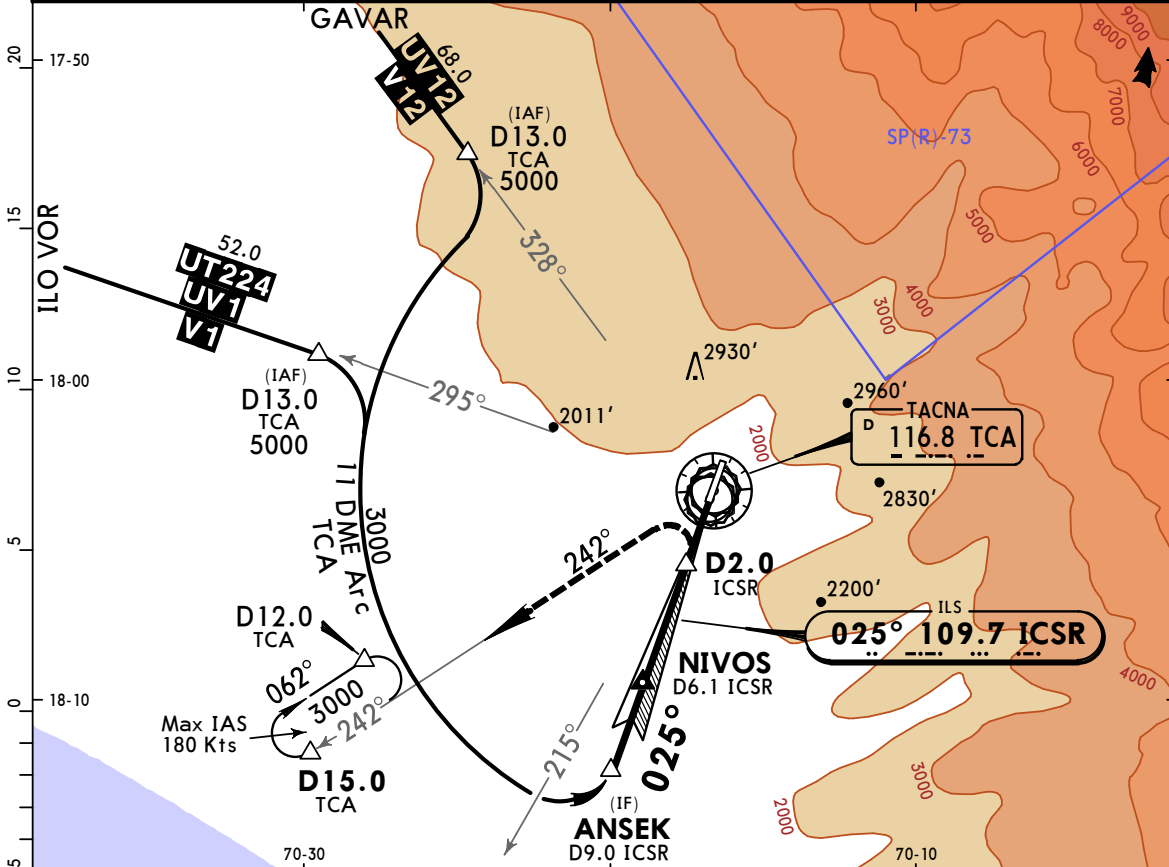 GAVAR
UV12
V12
68.0
9000
8000
7000
6000
5000
4000
3000
SP(R)-73
20
17-50
(IAF)
D13.0
TCA
5000
328°
15
ILO VOR
52.0
UT224
UV1
V1
10
18-00
(IAF)
D13.0
TCA
5000
295°
2011'
2930'
2960'
TACNA
D
116.8 TCA
2000
2830'
11 DME Arc
TCA
3000
242°
D2.0
ICSR
5
2200'
ILS
025° 109.7 ICSR
D12.0
TCA
062°
3000
242°
Max IAS
180 Kts
D15.0
TCA
NIVOS
D6.1 ICSR
025°
215°
0
18-10
4000
3000
2000
(IF)
ANSEK
D9.0 ICSR
5
70-30
70-10